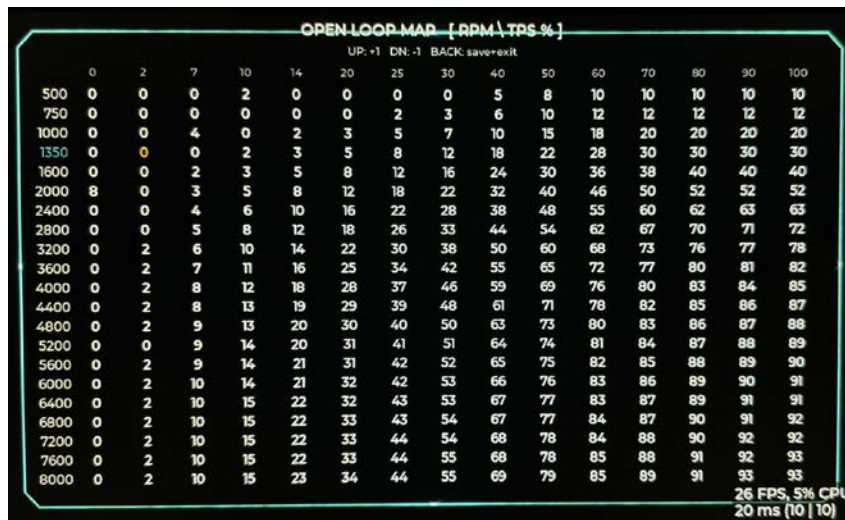 OPEN LOOP MAP [ RPM \ TPS % ]
UP: +1 DN: -1 BACK: save+exit
0 2 7 10 14 20 25 30 40 50 60 70 80 90 100
500 0 0 0 2 0 0 0 0 5 8 10 10 10 10 10
750 0 0 0 0 0 0 2 3 6 10 12 12 12 12 12
1000 0 0 4 0 2 3 5 7 10 15 18 20 20 20 20
1350 0 0 0 2 3 5 8 12 18 22 28 30 30 30 30
1600 0 0 2 3 5 8 12 16 24 30 36 38 40 40 40
2000 8 0 3 5 8 12 18 22 32 40 46 50 52 52 52
2400 0 0 4 6 10 16 22 28 38 48 55 60 62 63 63
2800 0 0 5 8 12 18 26 33 44 54 62 67 70 71 72
3200 0 2 6 10 14 22 30 38 50 60 68 73 76 77 78
3600 0 2 7 11 16 25 34 42 55 65 72 77 80 81 82
4000 0 2 8 12 18 28 37 46 59 69 76 80 83 84 85
4400 0 2 8 13 19 29 39 48 61 71 78 82 85 86 87
4800 0 2 9 13 20 30 40 50 63 73 80 83 86 87 88
5200 0 0 9 14 20 31 41 51 64 74 81 84 87 88 89
5600 0 2 9 14 21 31 42 52 65 75 82 85 88 89 90
6000 0 2 10 14 21 32 42 53 66 76 83 86 89 90 91
6400 0 2 10 15 22 32 43 53 67 77 83 87 89 91 91
6800 0 2 10 15 22 33 43 54 67 77 84 87 90 91 92
7200 0 2 10 15 22 33 44 54 68 78 84 88 90 92 92
7600 0 2 10 15 22 33 44 55 68 78 85 88 91 92 93
8000 0 2 10 15 23 34 44 55 69 79 85 89 91 93 93
26 FPS, 5% CPU
20 ms (10 | 10)